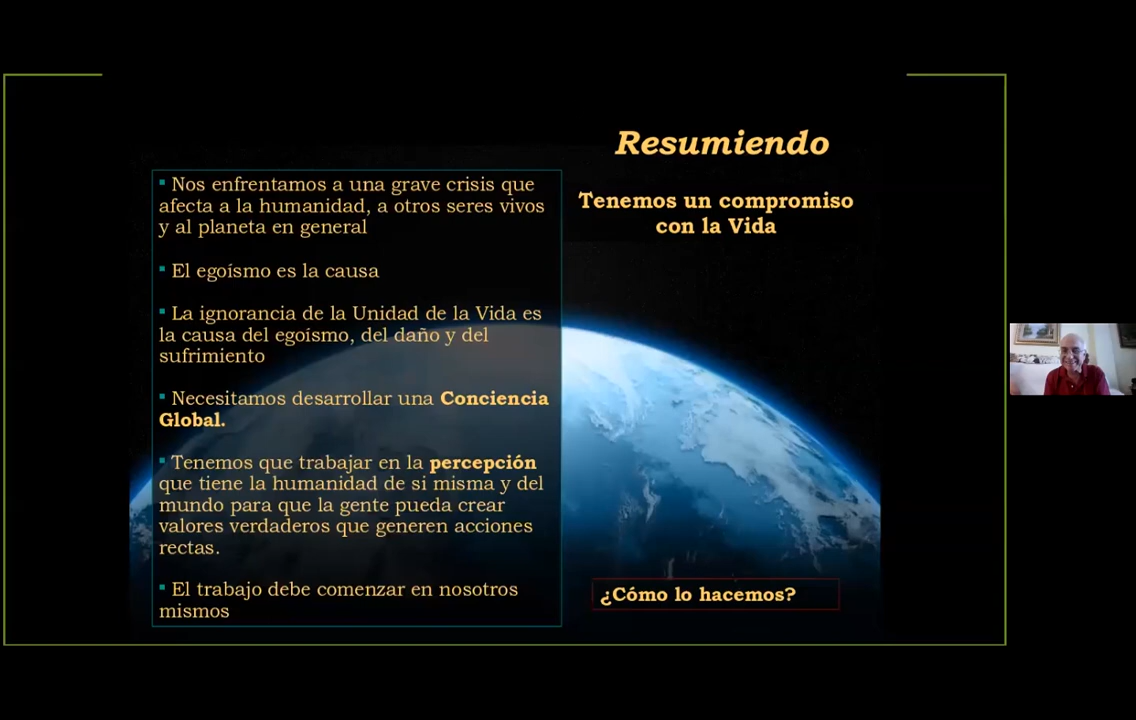 Resumiendo
Tenemos un compromiso
con la Vida
▪ Nos enfrentamos a una grave crisis que
afecta a la humanidad, a otros seres vivos
y al planeta en general
▪ El egoísmo es la causa
▪ La ignorancia de la Unidad de la Vida es
la causa del egoísmo, del daño y del
sufrimiento
▪ Necesitamos desarrollar una Conciencia
Global.
▪ Tenemos que trabajar en la percepción
que tiene la humanidad de si misma y del
mundo para que la gente pueda crear
valores verdaderos que generen acciones
rectas.
▪ El trabajo debe comenzar en nosotros
mismos
¿Cómo lo hacemos?